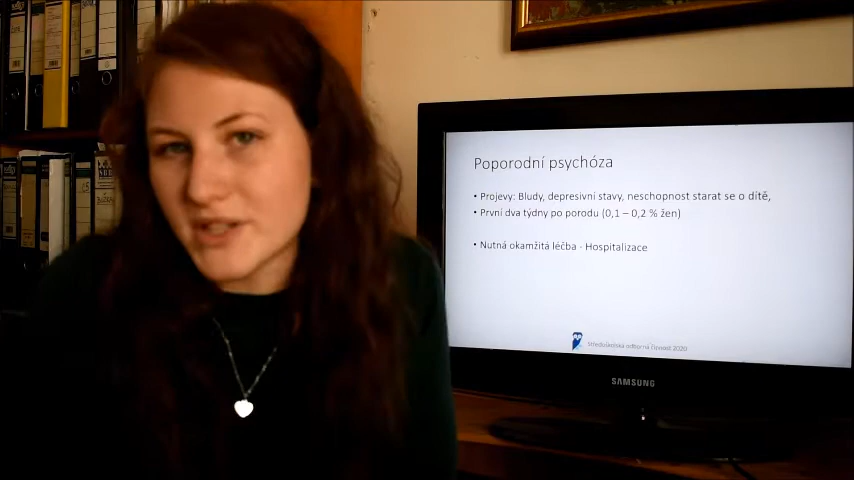 Poporodní psychóza
• Projevy: Bludy, depresivní stavy, neschopnost starat se o dítě,
• První dva týdny po porodu (0,1 – 0,2 % žen)
• Nutná okamžitá léčba - Hospitalizace
Středoškolská odborná činnost 2020
SAMSUNG